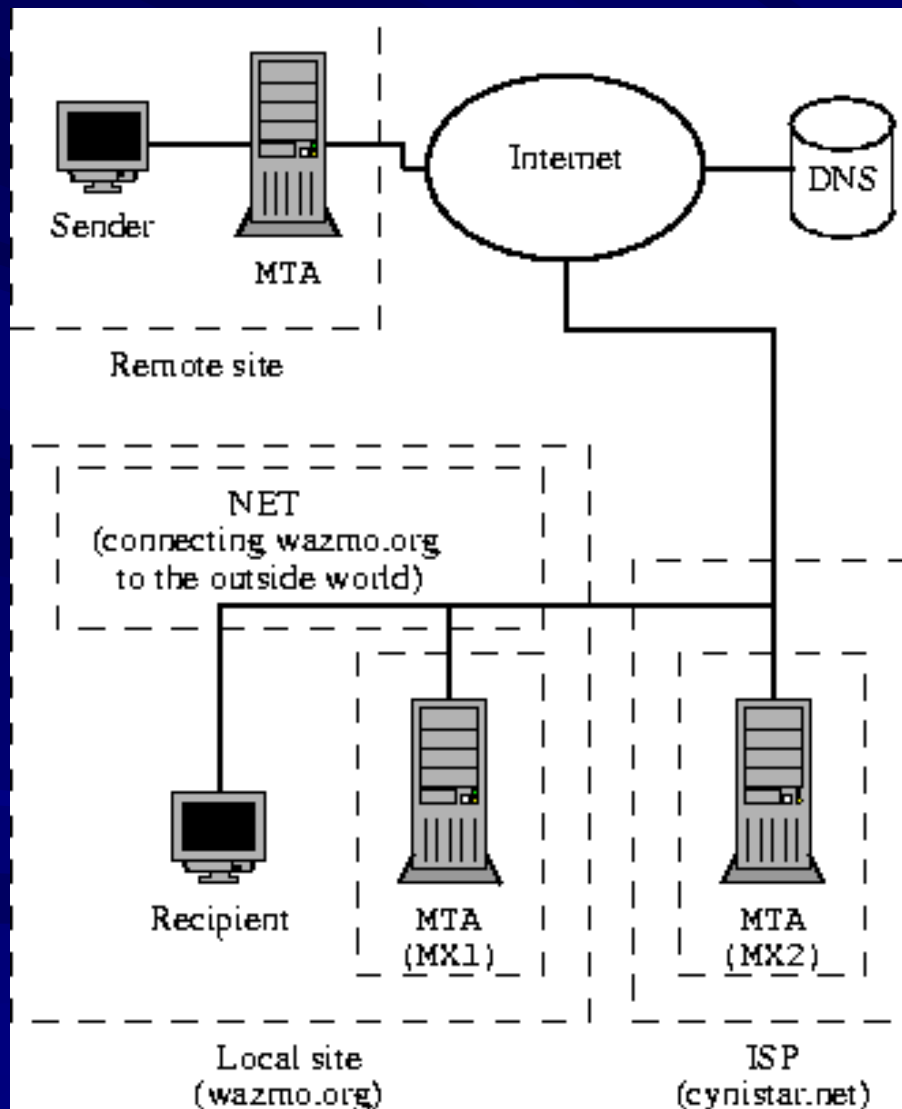 Internet
DNS
Sender
MTA
Remote site
NET
(connecting wazmo.org
to the outside world)
Recipient
MTA
(MX1)
MTA
(MX2)
Local site
(wazmo.org)
ISP
(cynistar.net)